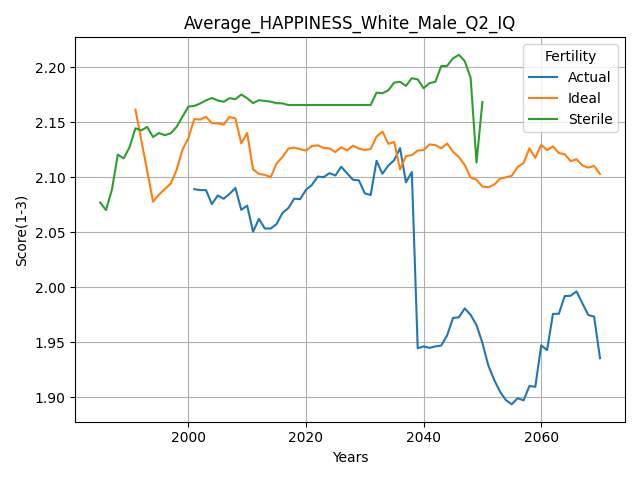 Average_HAPPINESS_White_Male_Q2_IQ
Fertility
Actual
Ideal
Sterile
Score(1-3)
2.20
2.15
2.10
2.05
2.00
1.95
1.90
2000 2020 2040 2060
Years